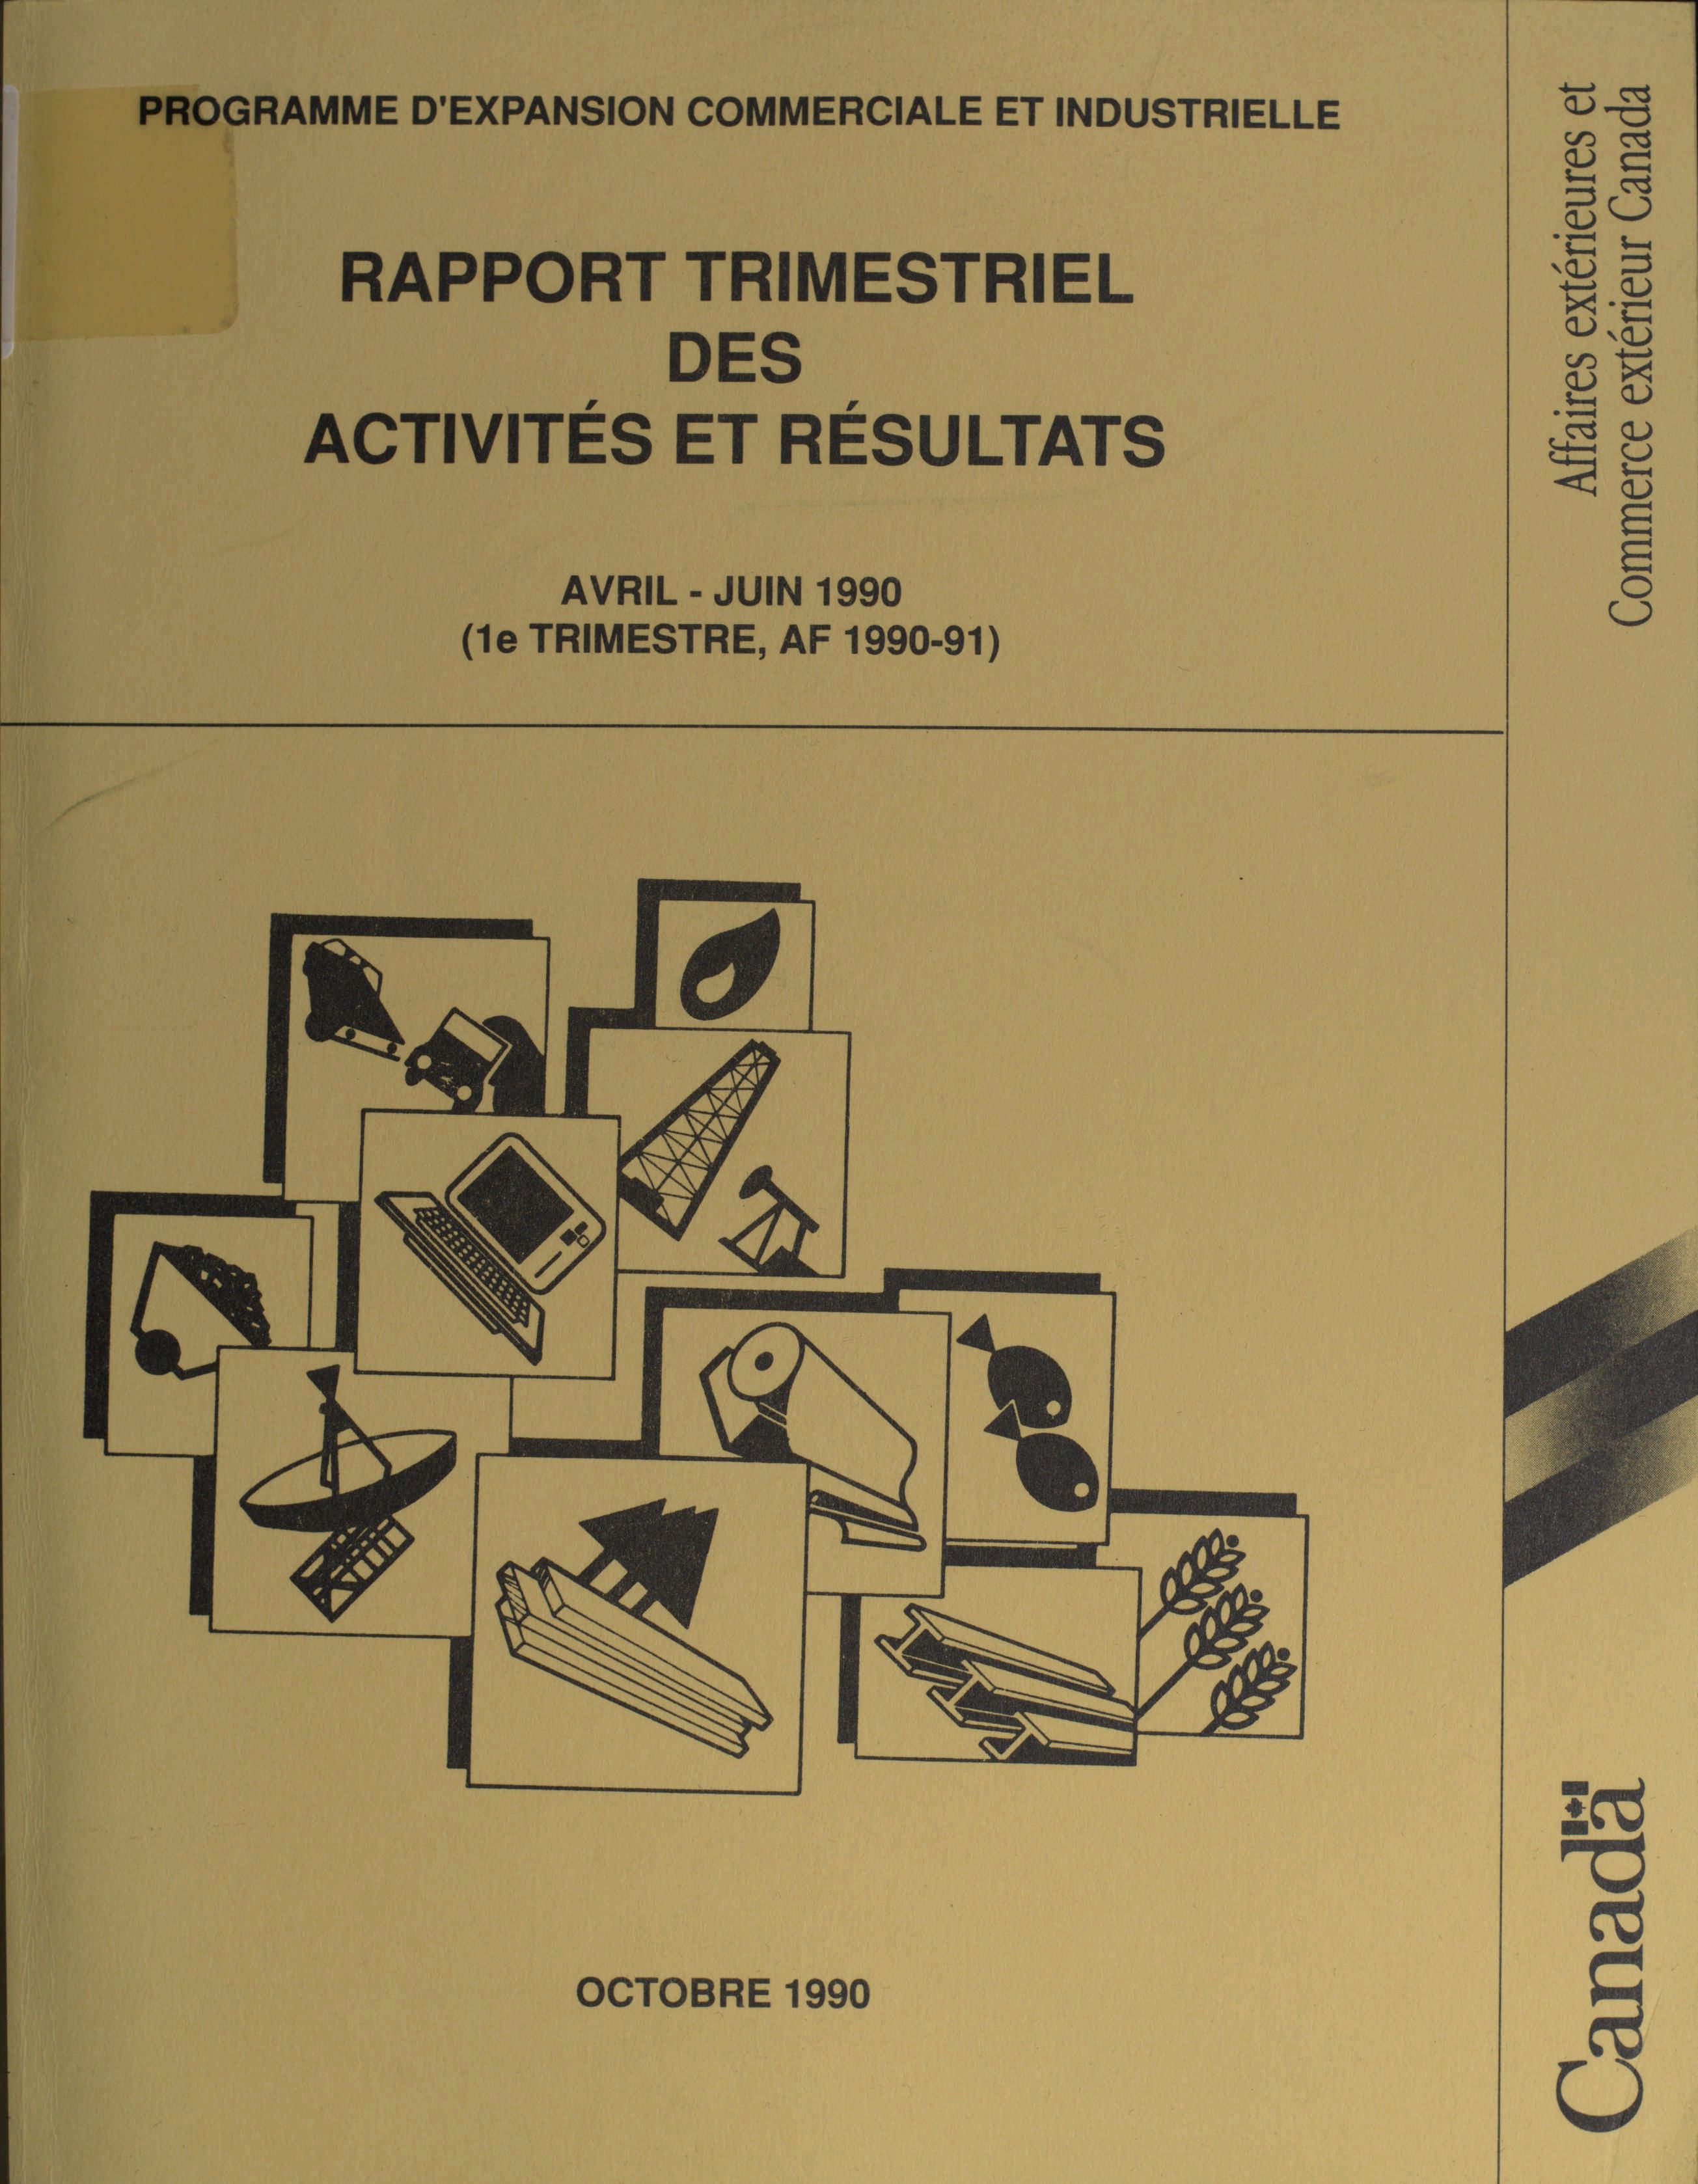 PROGRAMME D'EXPANSION COMMERCIALE ET INDUSTRIELLE
RAPPORT TRIMESTRIEL
DES
ACTIVITÉS ET RÉSULTATS
AVRIL - JUIN 1990
(1e TRIMESTRE, AF 1990-91)
OCTOBRE 1990
Affaires extérieures et
Commerce extérieur Canada
Canada